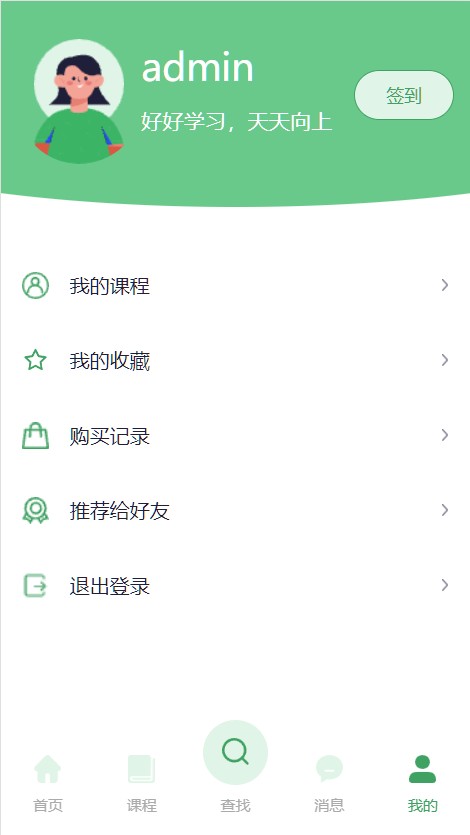 admin
好好学习，天天向上
签到
我的课程
我的收藏
购买记录
推荐给好友
退出登录
首页
课程
查找
消息
我的